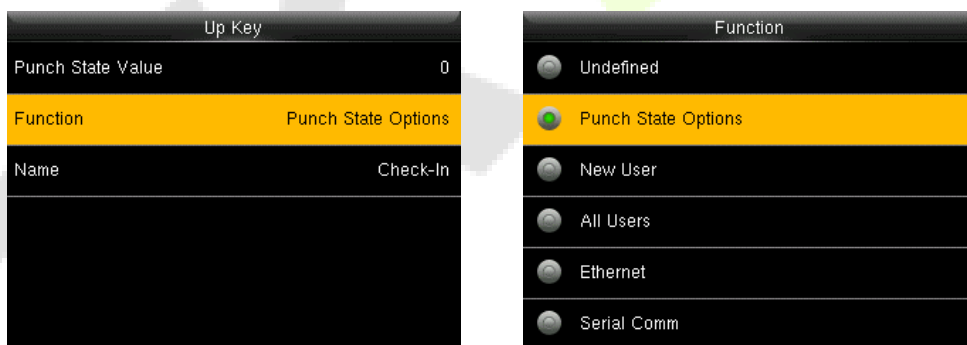 Up Key
Punch State Value 0
Function Punch State Options
Name Check-In
Function
Undefined
Punch State Options
New User
All Users
Ethernet
Serial Comm